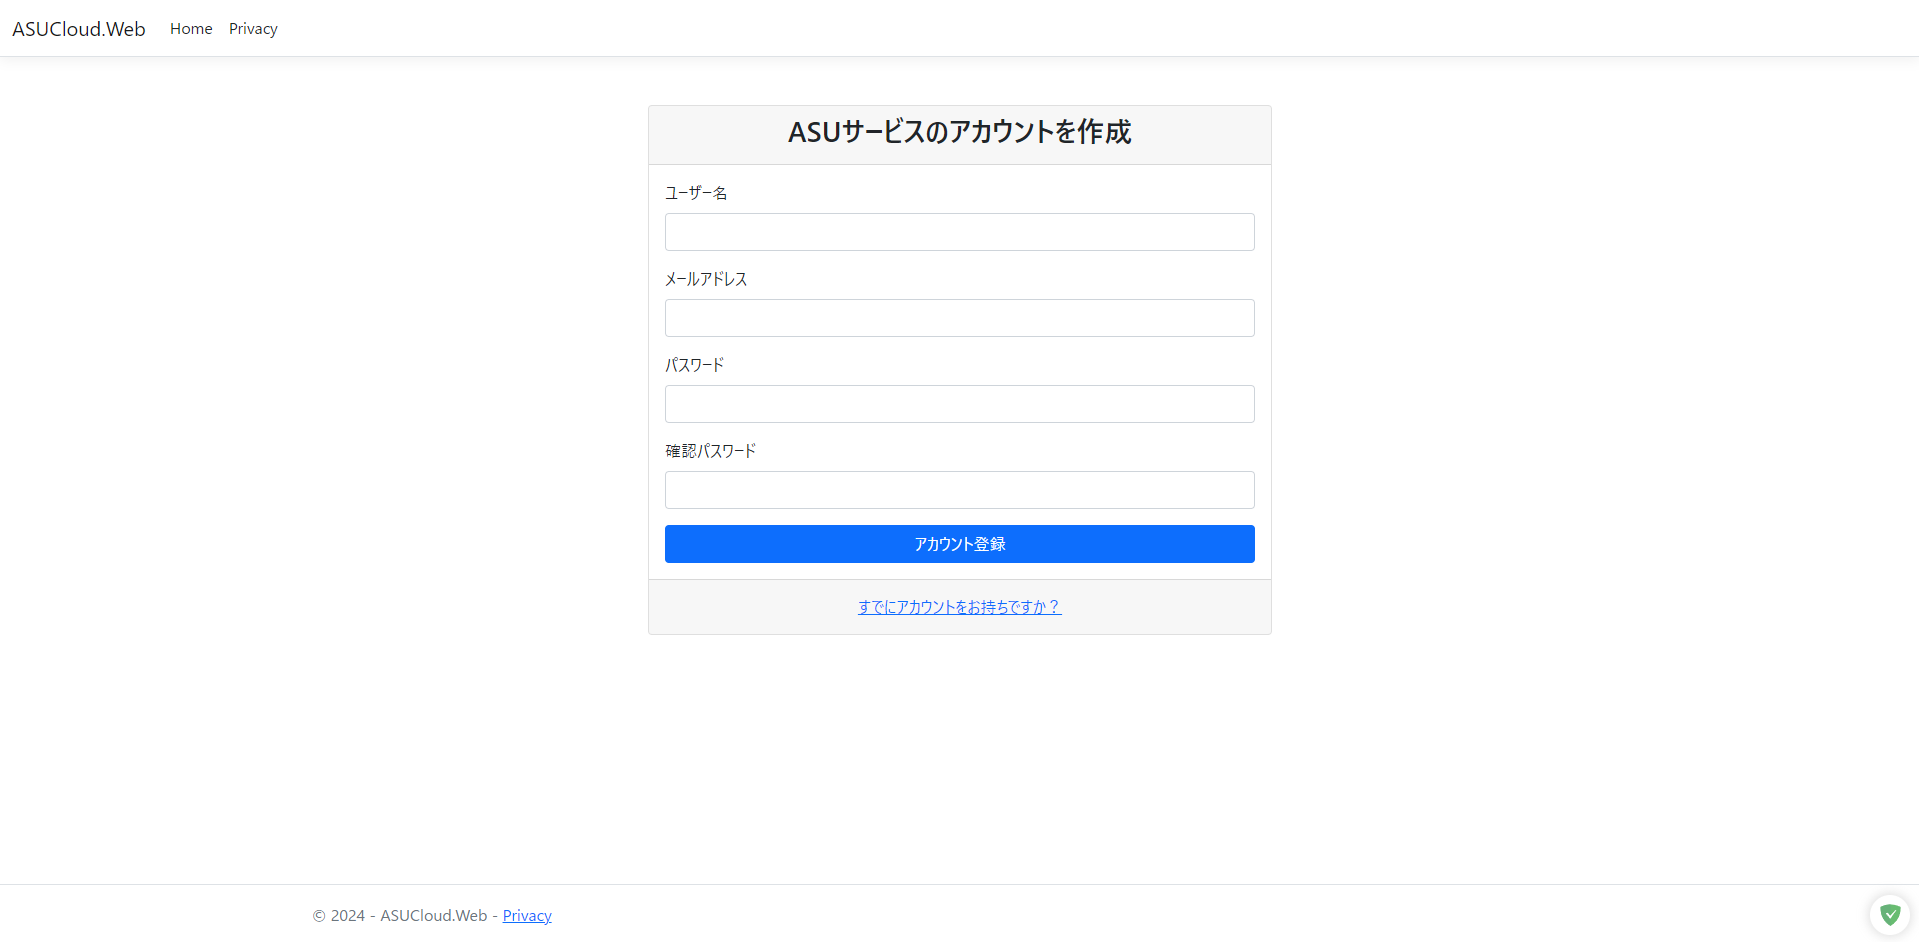 ASUCloud.Web Home Privacy
ASUサービスのアカウントを作成
ユーザー名
メールアドレス
パスワード
確認パスワード
アカウント登録
すでにアカウントをお持ちですか？
© 2024 - ASUCloud.Web - Privacy